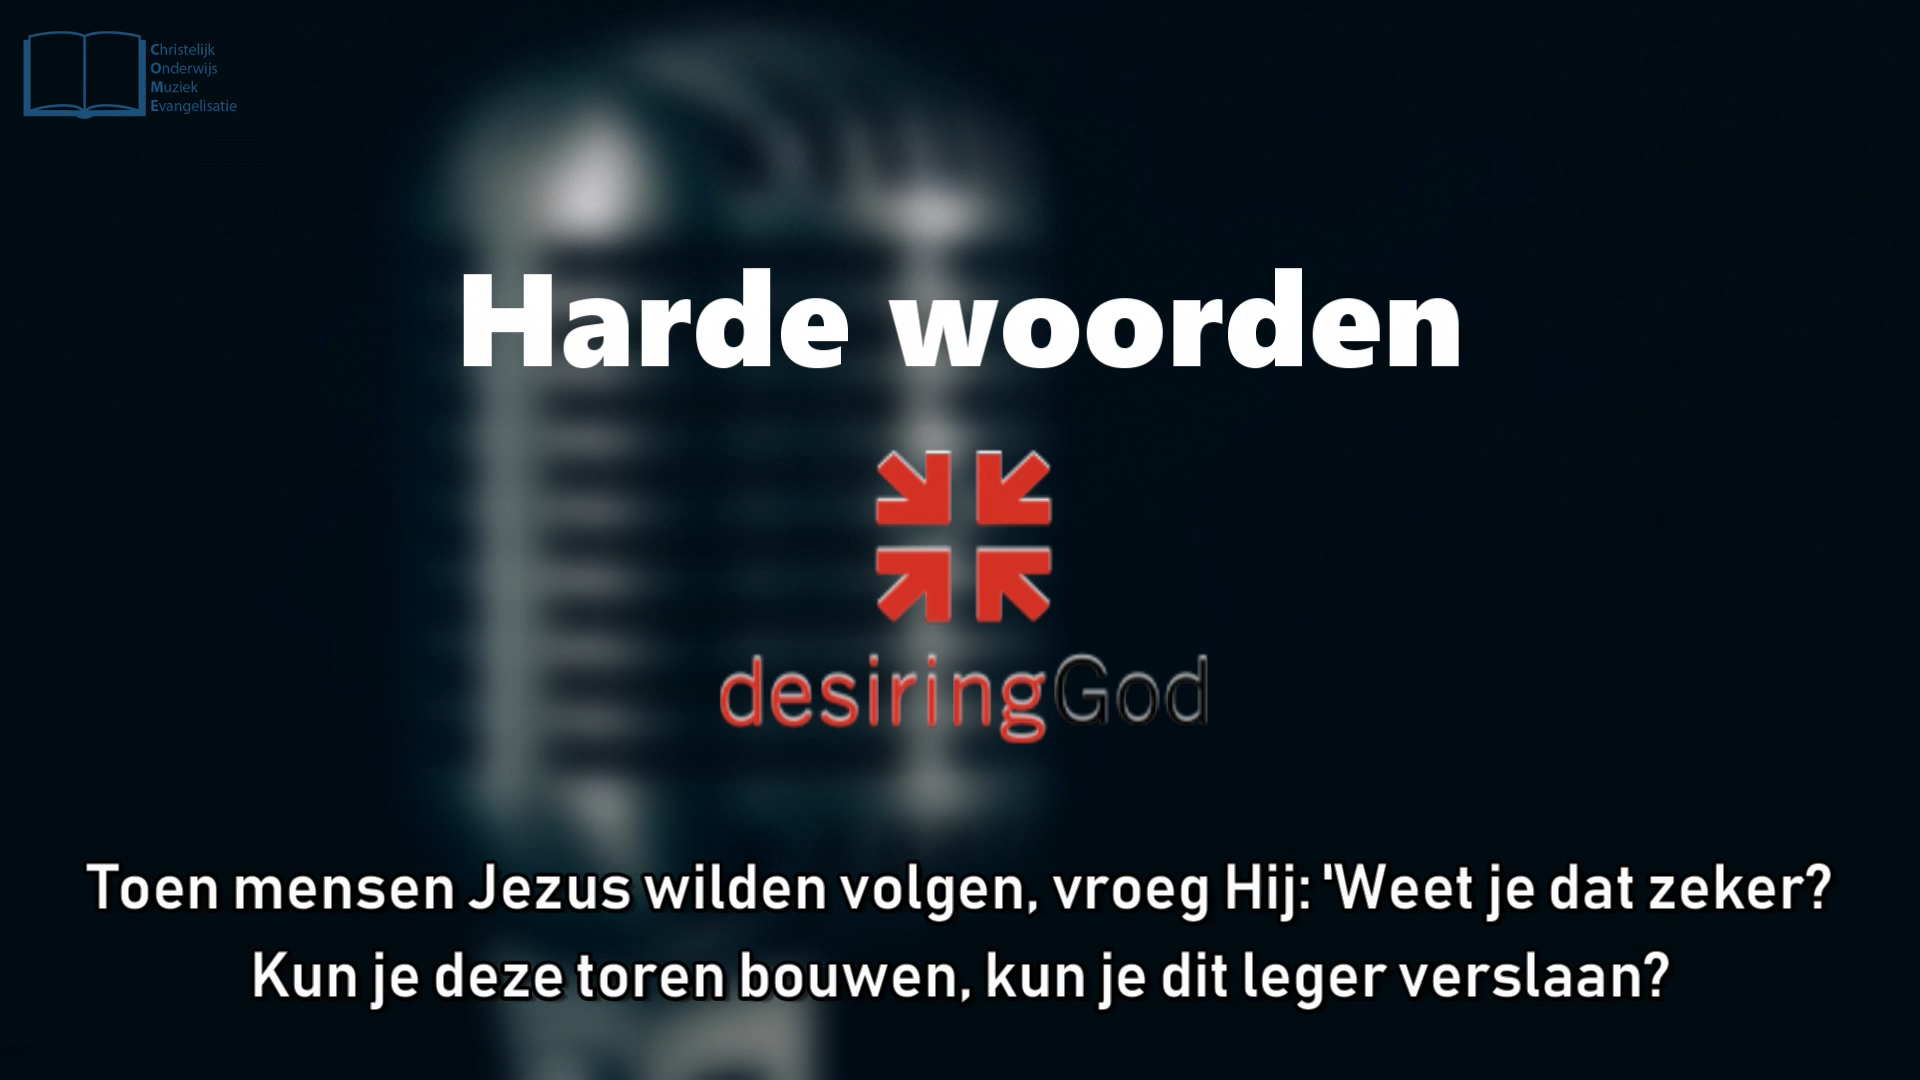 Christelijk
Onderwijs
Muziek
Evangelisatie
Harde woorden
desiringGod
Toen mensen Jezus wilden volgen, vroeg Hij: 'Weet je dat zeker?
Kun je deze toren bouwen, kun je dit leger verslaan?